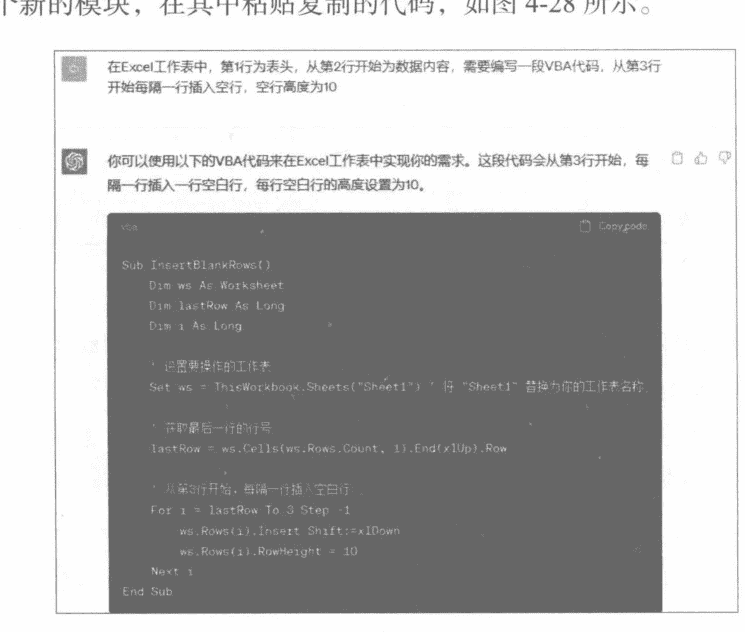 个新的模块，在其中粘贴复制的代码，如图 4-28 所示。
在Excel工作表中，第1行为表头，从第2行开始为数据内容，需要编写一段VBA代码，从第3行
开始每隔一行插入空行，空行高度为10
你可以使用以下的VBA代码来在Excel工作表中实现你的需求。这段代码会从第3行开始，每
隔一行插入一行空白行，每行空白行的高度设置为10。
vba
Copy code
Sub InsertBlankRows()
Dim ws As Worksheet
Dim lastRow As Long
Dim i As Long
' 设置要操作的工作表
Set ws = ThisWorkbook.Sheets("Sheet1") ' 将 "Sheet1" 替换为你的工作表名称
' 获取最后一行的行号
lastRow = ws.Cells(ws.Rows.Count, 1).End(xlUp).Row
' 从第3行开始，每隔一行插入空白行
For i = lastRow To 3 Step -1
ws.Rows(i).Insert Shift:=xlDown
ws.Rows(i).RowHeight = 10
Next i
End Sub